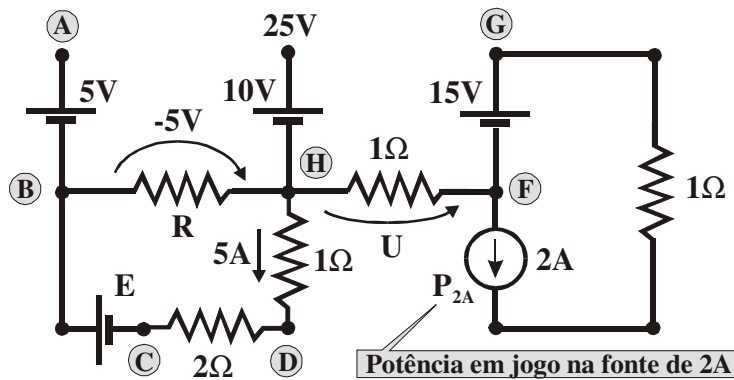 A
25V
G
5V
10V
15V
-5V
H
1Ω
B
F
1Ω
R
U
5A
1Ω
2A
E
P2A
C
2Ω
D
Potência em jogo na fonte de 2A